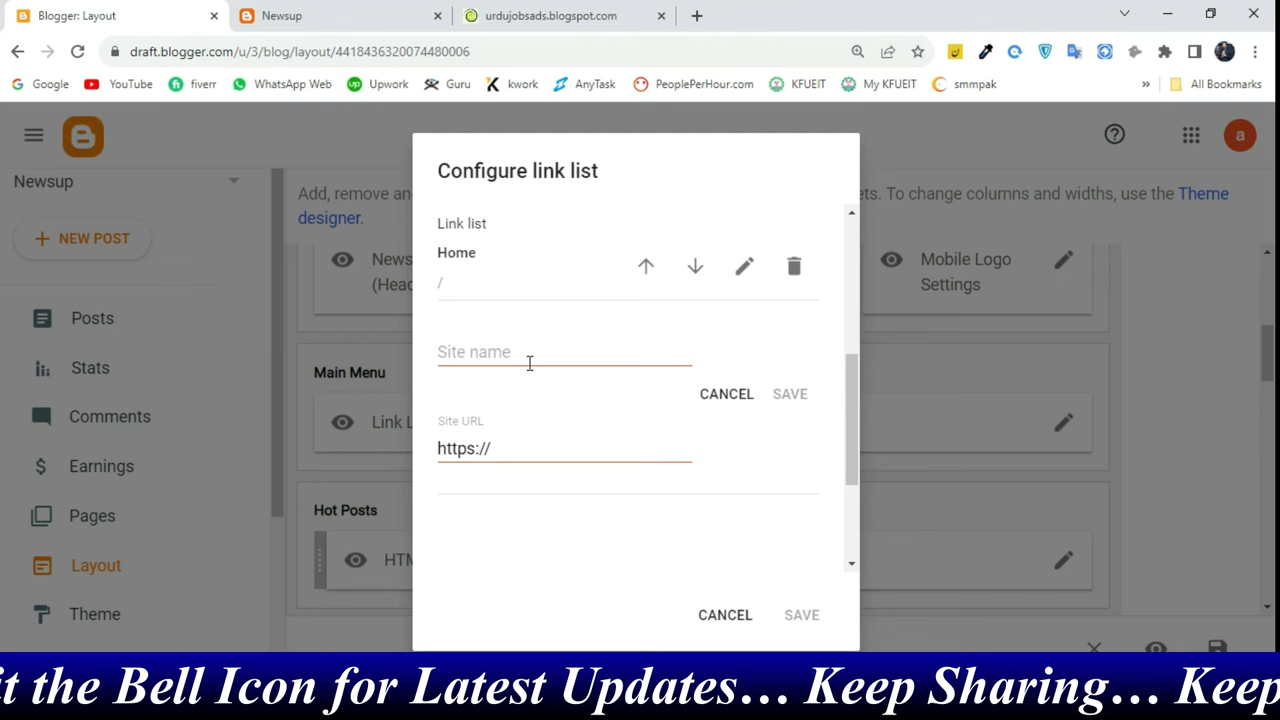 Blogger: Layout
Newsup
urdujobsads.blogspot.com
draft.blogger.com/u/3/blog/layout/4418436320074480006
Google
YouTube
fiverr
WhatsApp Web
Upwork
Guru
kwork
AnyTask
PeoplePerHour.com
KFUEIT
My KFUEIT
smmpak
All Bookmarks
a
Newsup
NEW POST
Posts
Stats
Comments
Earnings
Pages
Layout
Theme
Add, remove an
ets. To change columns and widths, use the Theme
designer.
News
(Head
Mobile Logo
Settings
Main Menu
Link L
Hot Posts
HTM
Configure link list
Link list
Home
/
Site name
CANCEL
SAVE
Site URL
https://
CANCEL
SAVE
it the Bell Icon for Latest Updates... Keep Sharing... Keep